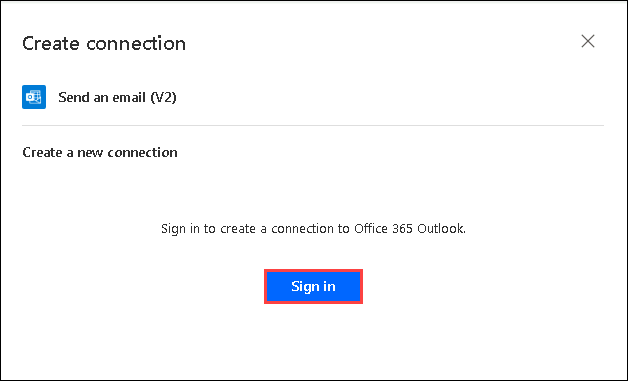 Create connection
Send an email (V2)
Create a new connection
Sign in to create a connection to Office 365 Outlook.
Sign in